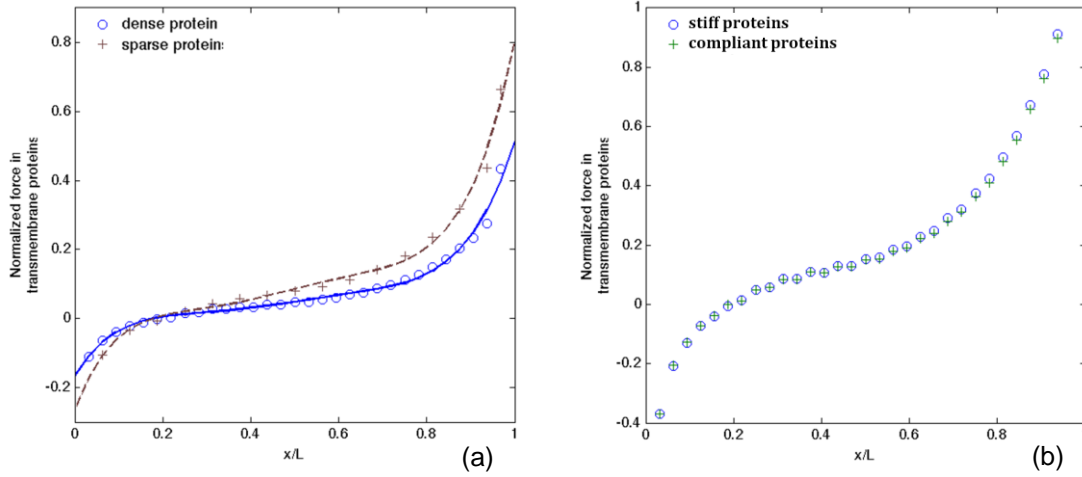 dense protein
sparse protein
Normalized force in
transmembrane proteins
0.8
0.6
0.4
0.2
0
-0.2
0
0.2
0.4
0.6
0.8
1
x/L
(a)
stiff proteins
compliant proteins
Normalized force in
transmembrane proteins
1
0.8
0.6
0.4
0.2
0
-0.2
-0.4
0
0.2
0.4
0.6
0.8
x/L
(b)